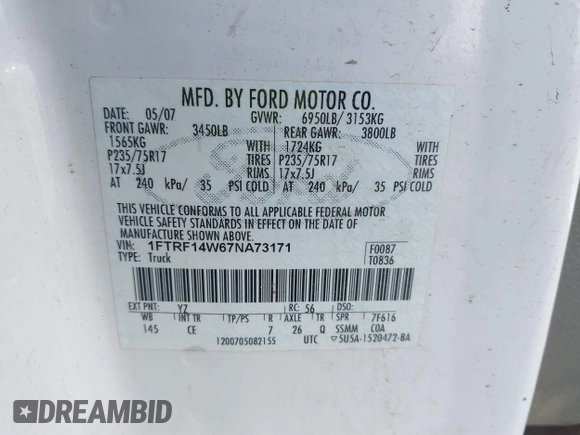 MFD. BY FORD MOTOR CO.
DATE: 05/07 GVWR: 6950LB/ 3153KG
FRONT GAWR: 3450LB REAR GAWR: 3800LB
1565KG WITH 1724KG WITH
P235/75R17 TIRES P235/75R17 TIRES
17x7.5J RIMS 17x7.5J RIMS
AT 240 kPa/ 35 PSI COLD AT 240 kPa/ 35 PSI COLD
THIS VEHICLE CONFORMS TO ALL APPLICABLE FEDERAL MOTOR
VEHICLE SAFETY STANDARDS IN EFFECT ON THE DATE OF
MANUFACTURE SHOWN ABOVE.
VIN: 1FTRF14W67NA73171 F0087
TYPE: Truck T0836
EXT PNT: YZ RC: 56 DSO:
WB INT TR TP/PS R AXLE TR SPR 7F616
145 CE 7 26 Q SSMM COA
1200705082155 UTC ▽5U5A-1520472-BA
Ford
DREAMBID